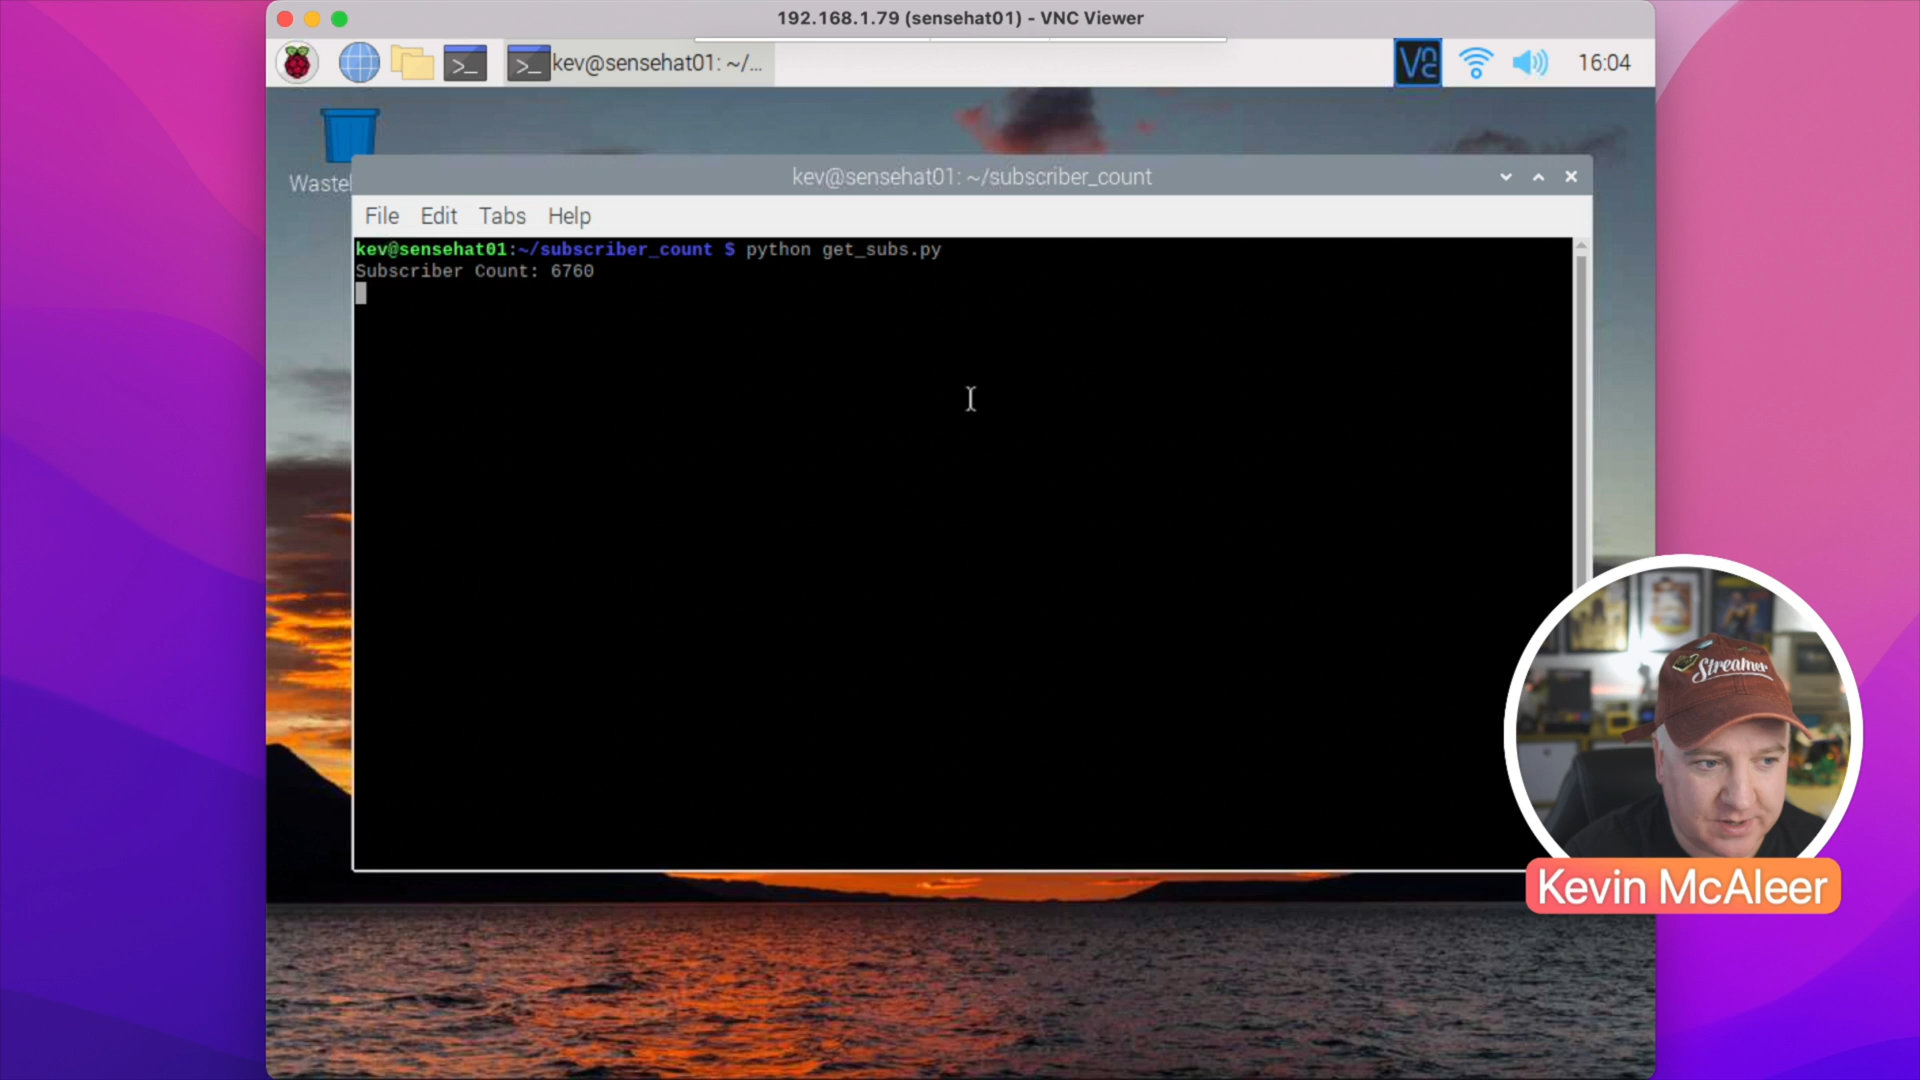 192.168.1.79 (sensehat01) - VNC Viewer
kev@sensehat01: ~/...
16:04
kev@sensehat01: ~/subscriber_count
File Edit Tabs Help
kev@sensehat01:~/subscriber_count $ python get_subs.py
Subscriber Count: 6760
Streamer
Kevin McAleer